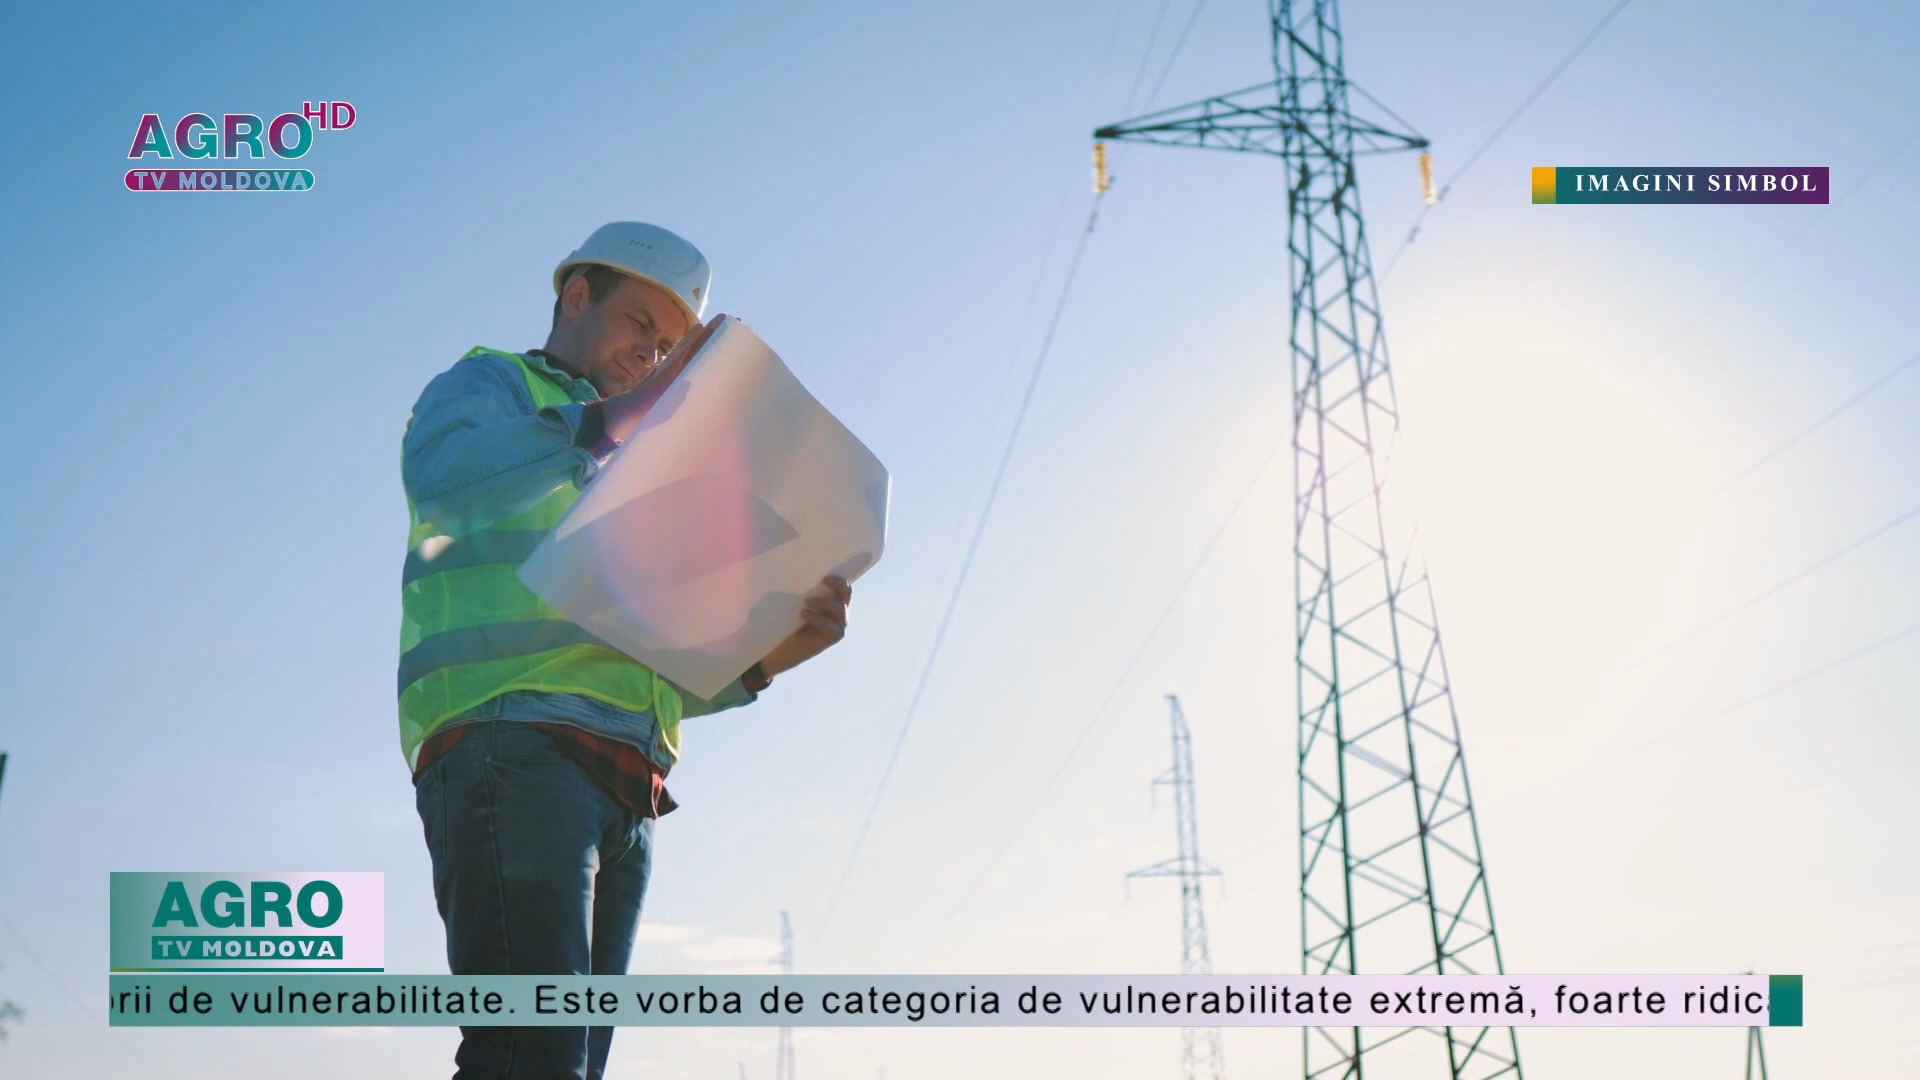 AGRO HD
TV MOLDOVA
IMAGINI SIMBOL
AGRO
TV MOLDOVA
de vulnerabilitate. Este vorba de categoria de vulnerabilitate extremă, foarte